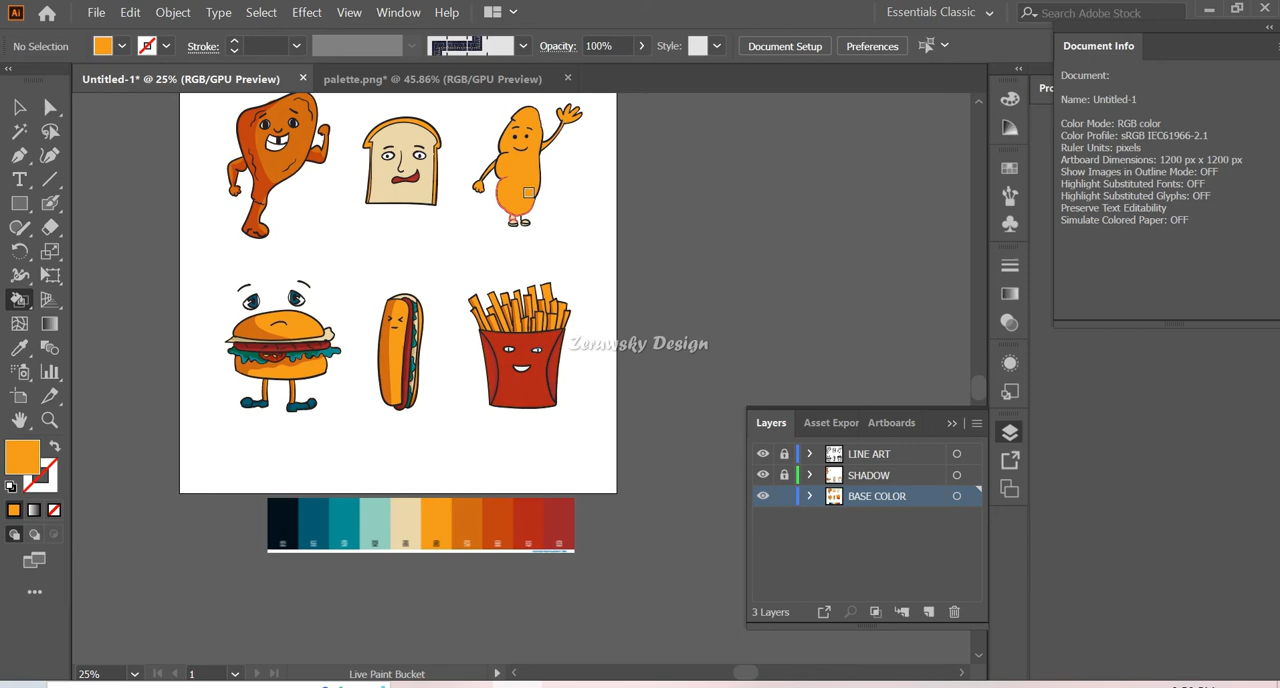 Ai File Edit Object Type Select Effect View Window Help Essentials Classic Search Adobe Stock
No Selection Stroke: Opacity: 100% Style: Document Setup Preferences
Untitled-1* @ 25% (RGB/GPU Preview) palette.png* @ 45.86% (RGB/GPU Preview)
Document Info
Document:
Name: Untitled-1
Color Mode: RGB color
Color Profile: sRGB IEC61966-2.1
Ruler Units: pixels
Artboard Dimensions: 1200 px x 1200 px
Show Images in Outline Mode: OFF
Highlight Substituted Fonts: OFF
Highlight Substituted Glyphs: OFF
Preserve Text Editability
Simulate Colored Paper: OFF
Pro
Zerawsky Design
Layers Asset Expor Artboards
LINE ART
SHADOW
BASE COLOR
3 Layers
25% 1 Live Paint Bucket